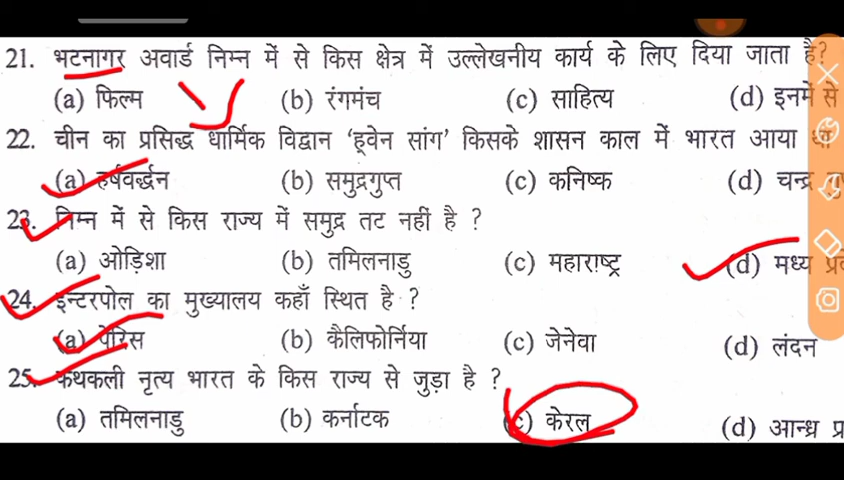 21. भटनागर अवार्ड निम्न में से किस क्षेत्र में उल्लेखनीय कार्य के लिए दिया जाता है?
(a) फिल्म (b) रंगमंच (c) साहित्य (d) इनमें से
22. चीन का प्रसिद्ध धार्मिक विद्वान ‘हूवेन सांग’ किसके शासन काल में भारत आया था
(a) हर्षवर्द्धन (b) समुद्रगुप्त (c) कनिष्क (d) चन्द्र
23. निम्न में से किस राज्य में समुद्र तट नहीं है ?
(a) ओड़िशा (b) तमिलनाडु (c) महाराष्ट्र (d) मध्य
24. इन्टरपोल का मुख्यालय कहाँ स्थित है ?
(a) पेरिस (b) कैलिफोर्निया (c) जेनेवा (d) लंदन
25. कथकली नृत्य भारत के किस राज्य से जुड़ा है ?
(a) तमिलनाडु (b) कर्नाटक (c) केरल (d) आन्ध्र